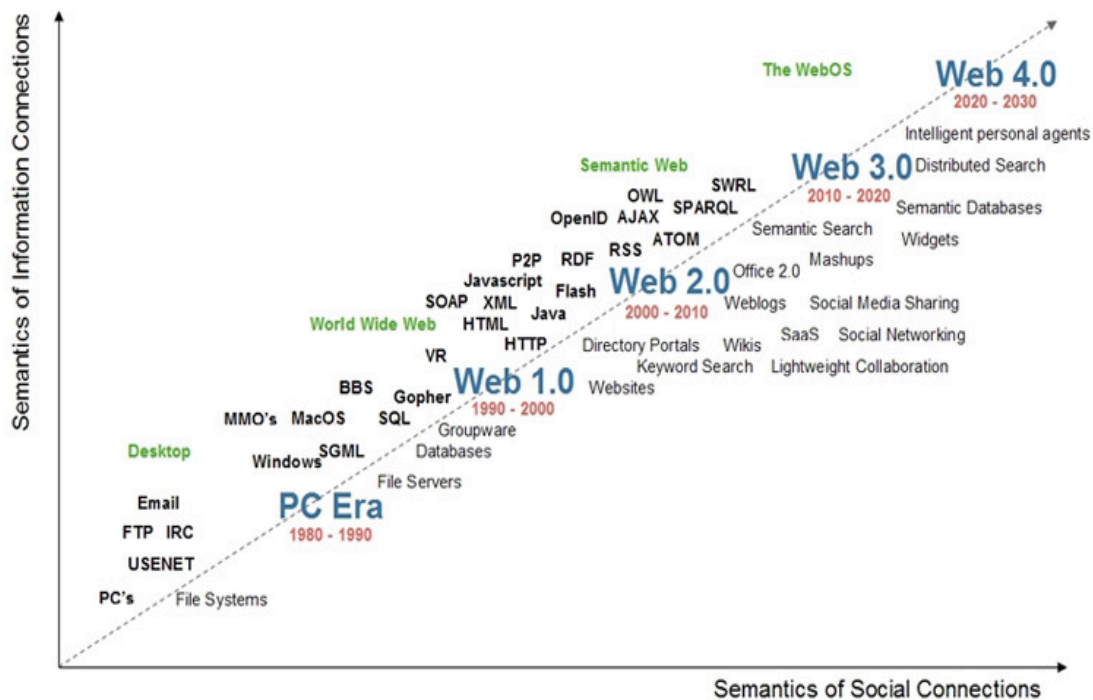 Semantics of Information Connections
The WebOS
Web 4.0
2020 - 2030
Intelligent personal agents
Semantic Web
Web 3.0
Distributed Search
2010 - 2020
SWRL
OWL
SPARQL
Semantic Databases
OpenID
AJAX
Semantic Search
ATOM
Widgets
RSS
P2P
RDF
Mashups
Office 2.0
Javascript
Web 2.0
Flash
SOAP
XML
Weblogs
Social Media Sharing
2000 - 2010
Java
World Wide Web
HTML
SaaS
Social Networking
HTTP
Directory Portals
Wikis
VR
Keyword Search
Lightweight Collaboration
Web 1.0
BBS
Websites
Gopher
1990 - 2000
MMO's
MacOS
SQL
Groupware
Desktop
SGML
Databases
Windows
File Servers
Email
PC Era
FTP
IRC
1980 - 1990
USENET
PC's
File Systems
Semantics of Social Connections